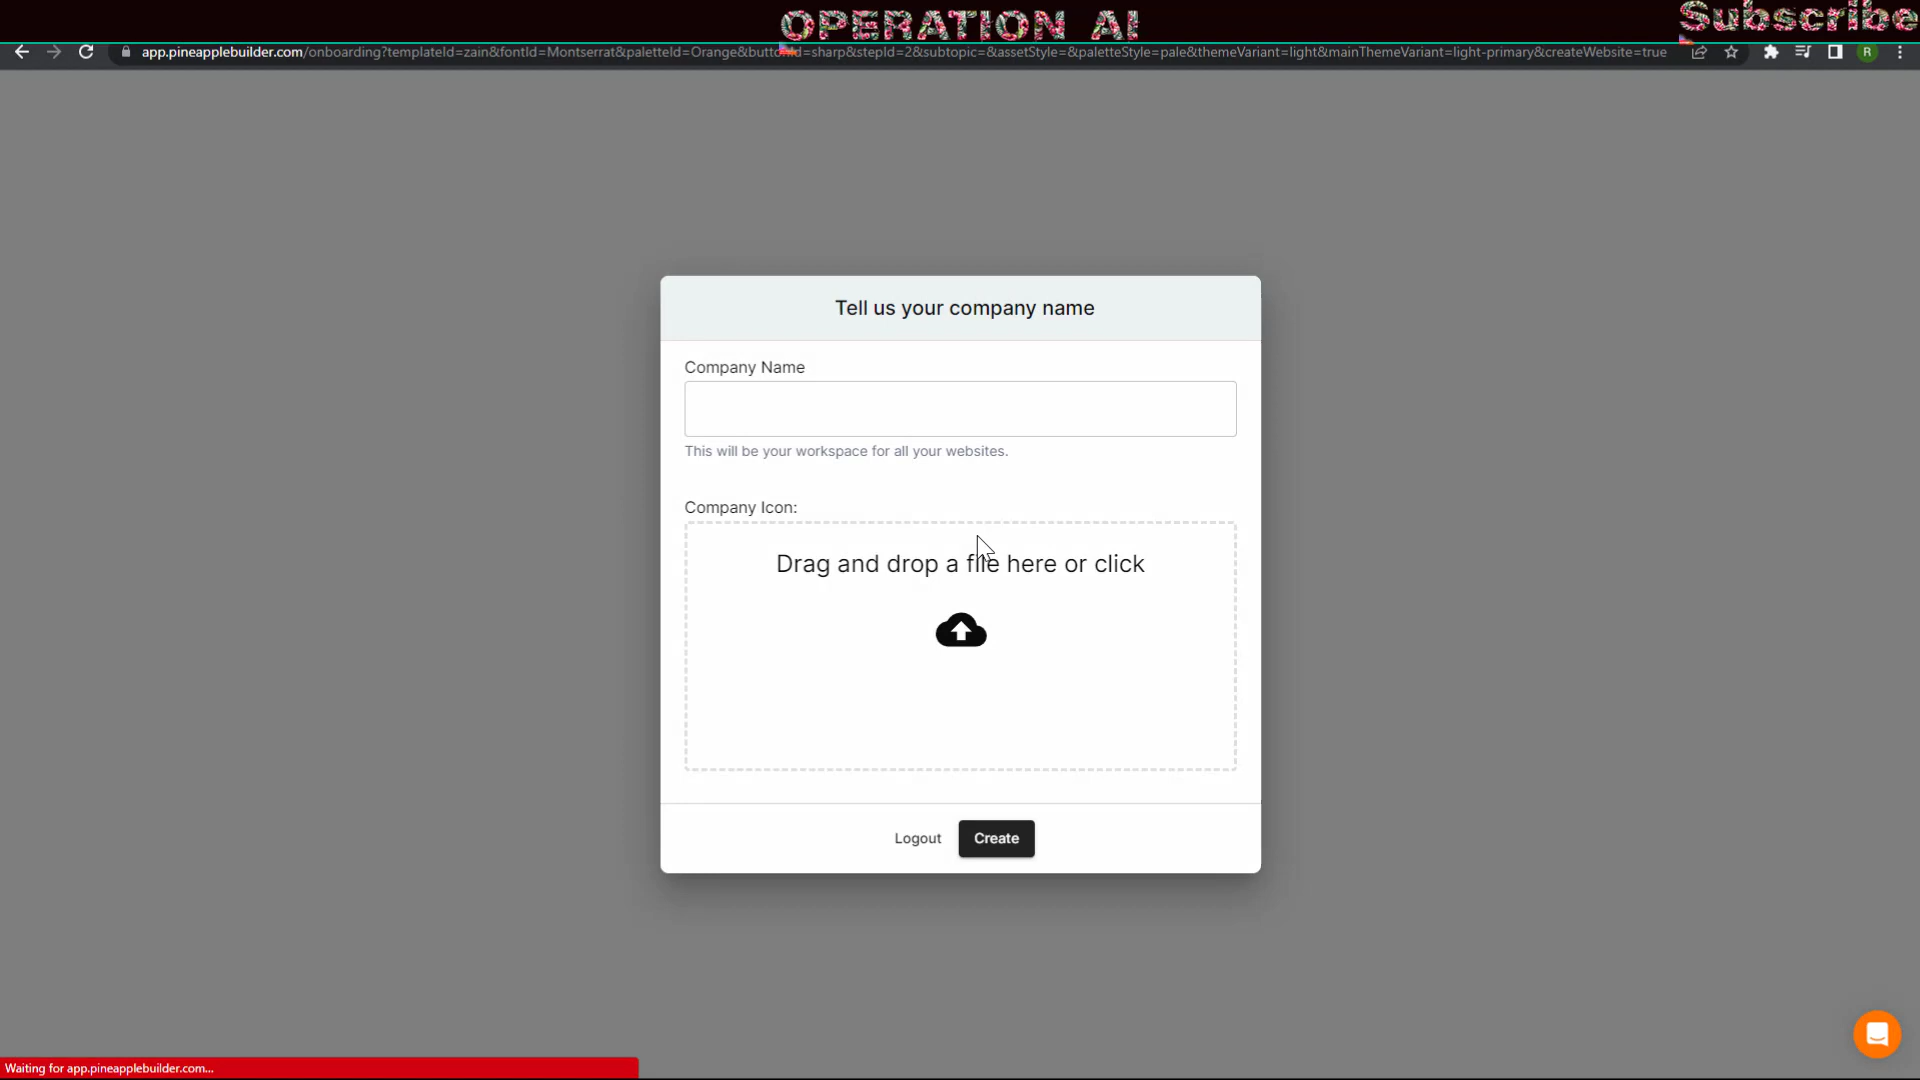 OPERATION AI
Subscribe
app.pineapplebuilder.com/onboarding?templateId=zain&fontId=Montserrat&paletteId=Orange&buttonId=sharp&stepId=2&subtopic=&assetStyle=&paletteStyle=pale&themeVariant=light&mainThemeVariant=light-primary&createWebsite=true
R
Tell us your company name
Company Name
This will be your workspace for all your websites.
Company Icon:
Drag and drop a file here or click
Logout
Create
Waiting for app.pineapplebuilder.com...